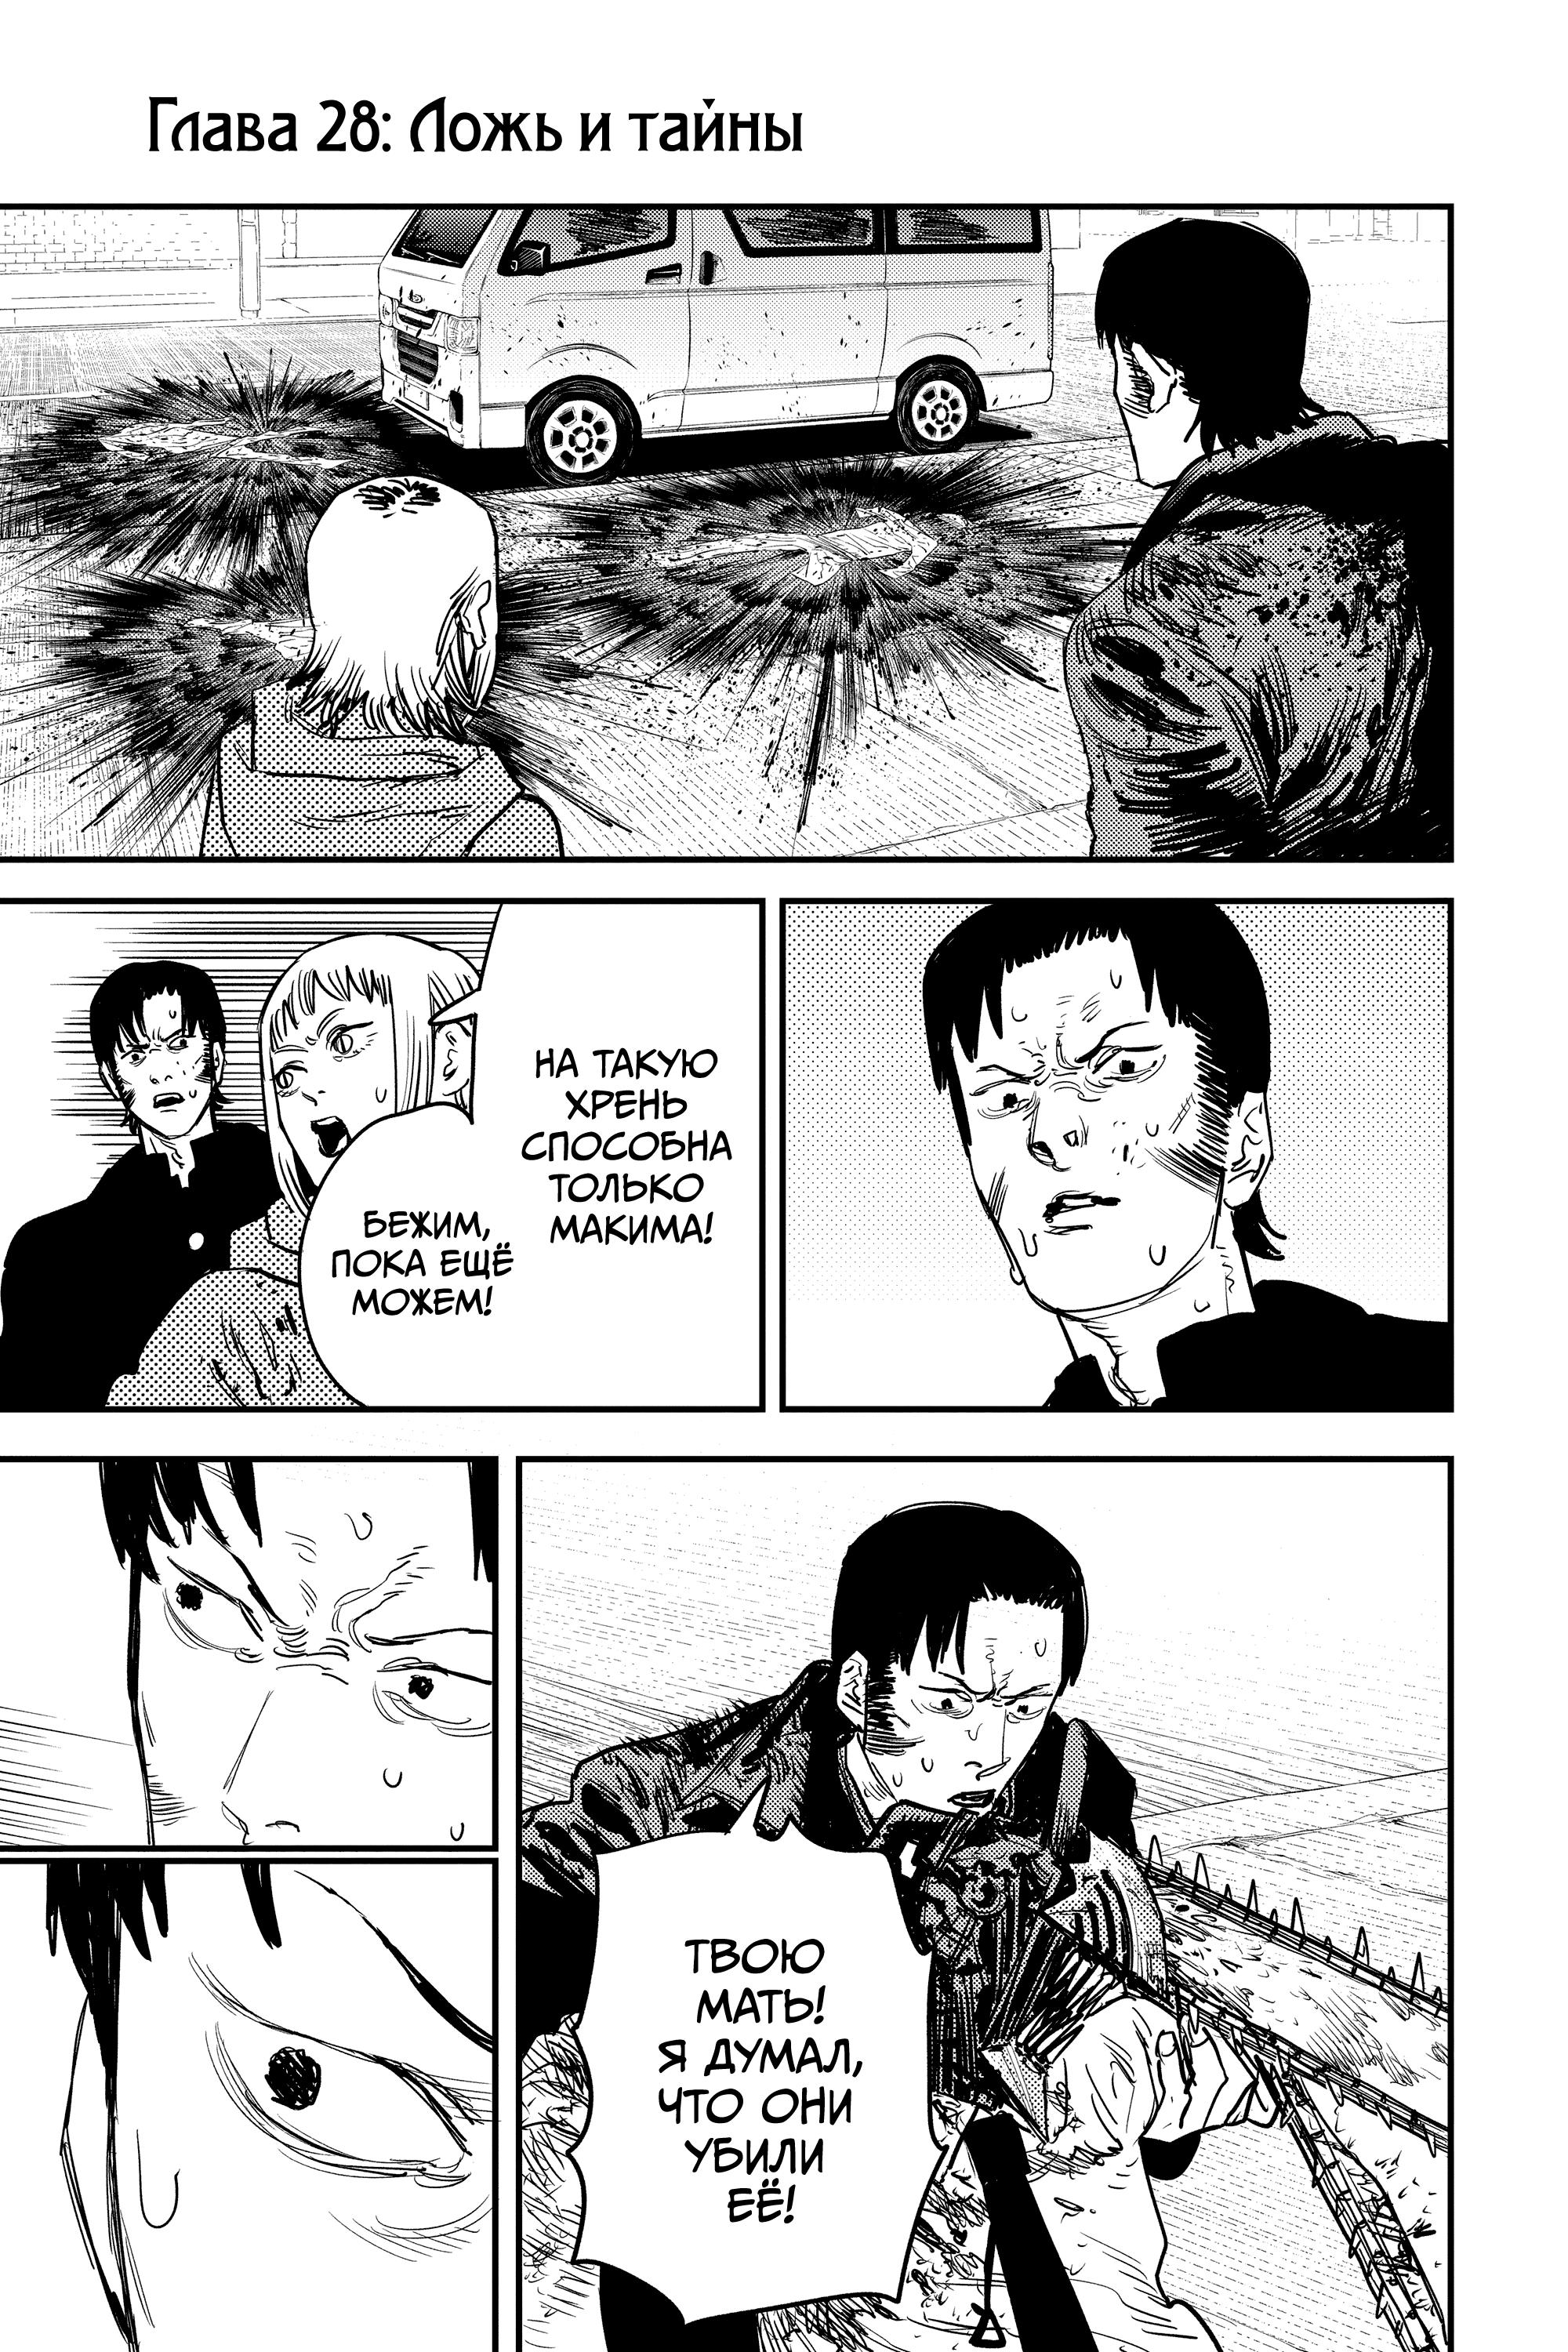 Глава 28: Ложь и тайны
НА ТАКУЮ
ХРЕНЬ
СПОСОБНА
ТОЛЬКО
МАКИМА!
БЕЖИМ,
ПОКА ЕЩЁ
МОЖЕМ!
ТВОЮ
МАТЬ!
Я ДУМАЛ,
ЧТО ОНИ
УБИЛИ
ЕЁ!